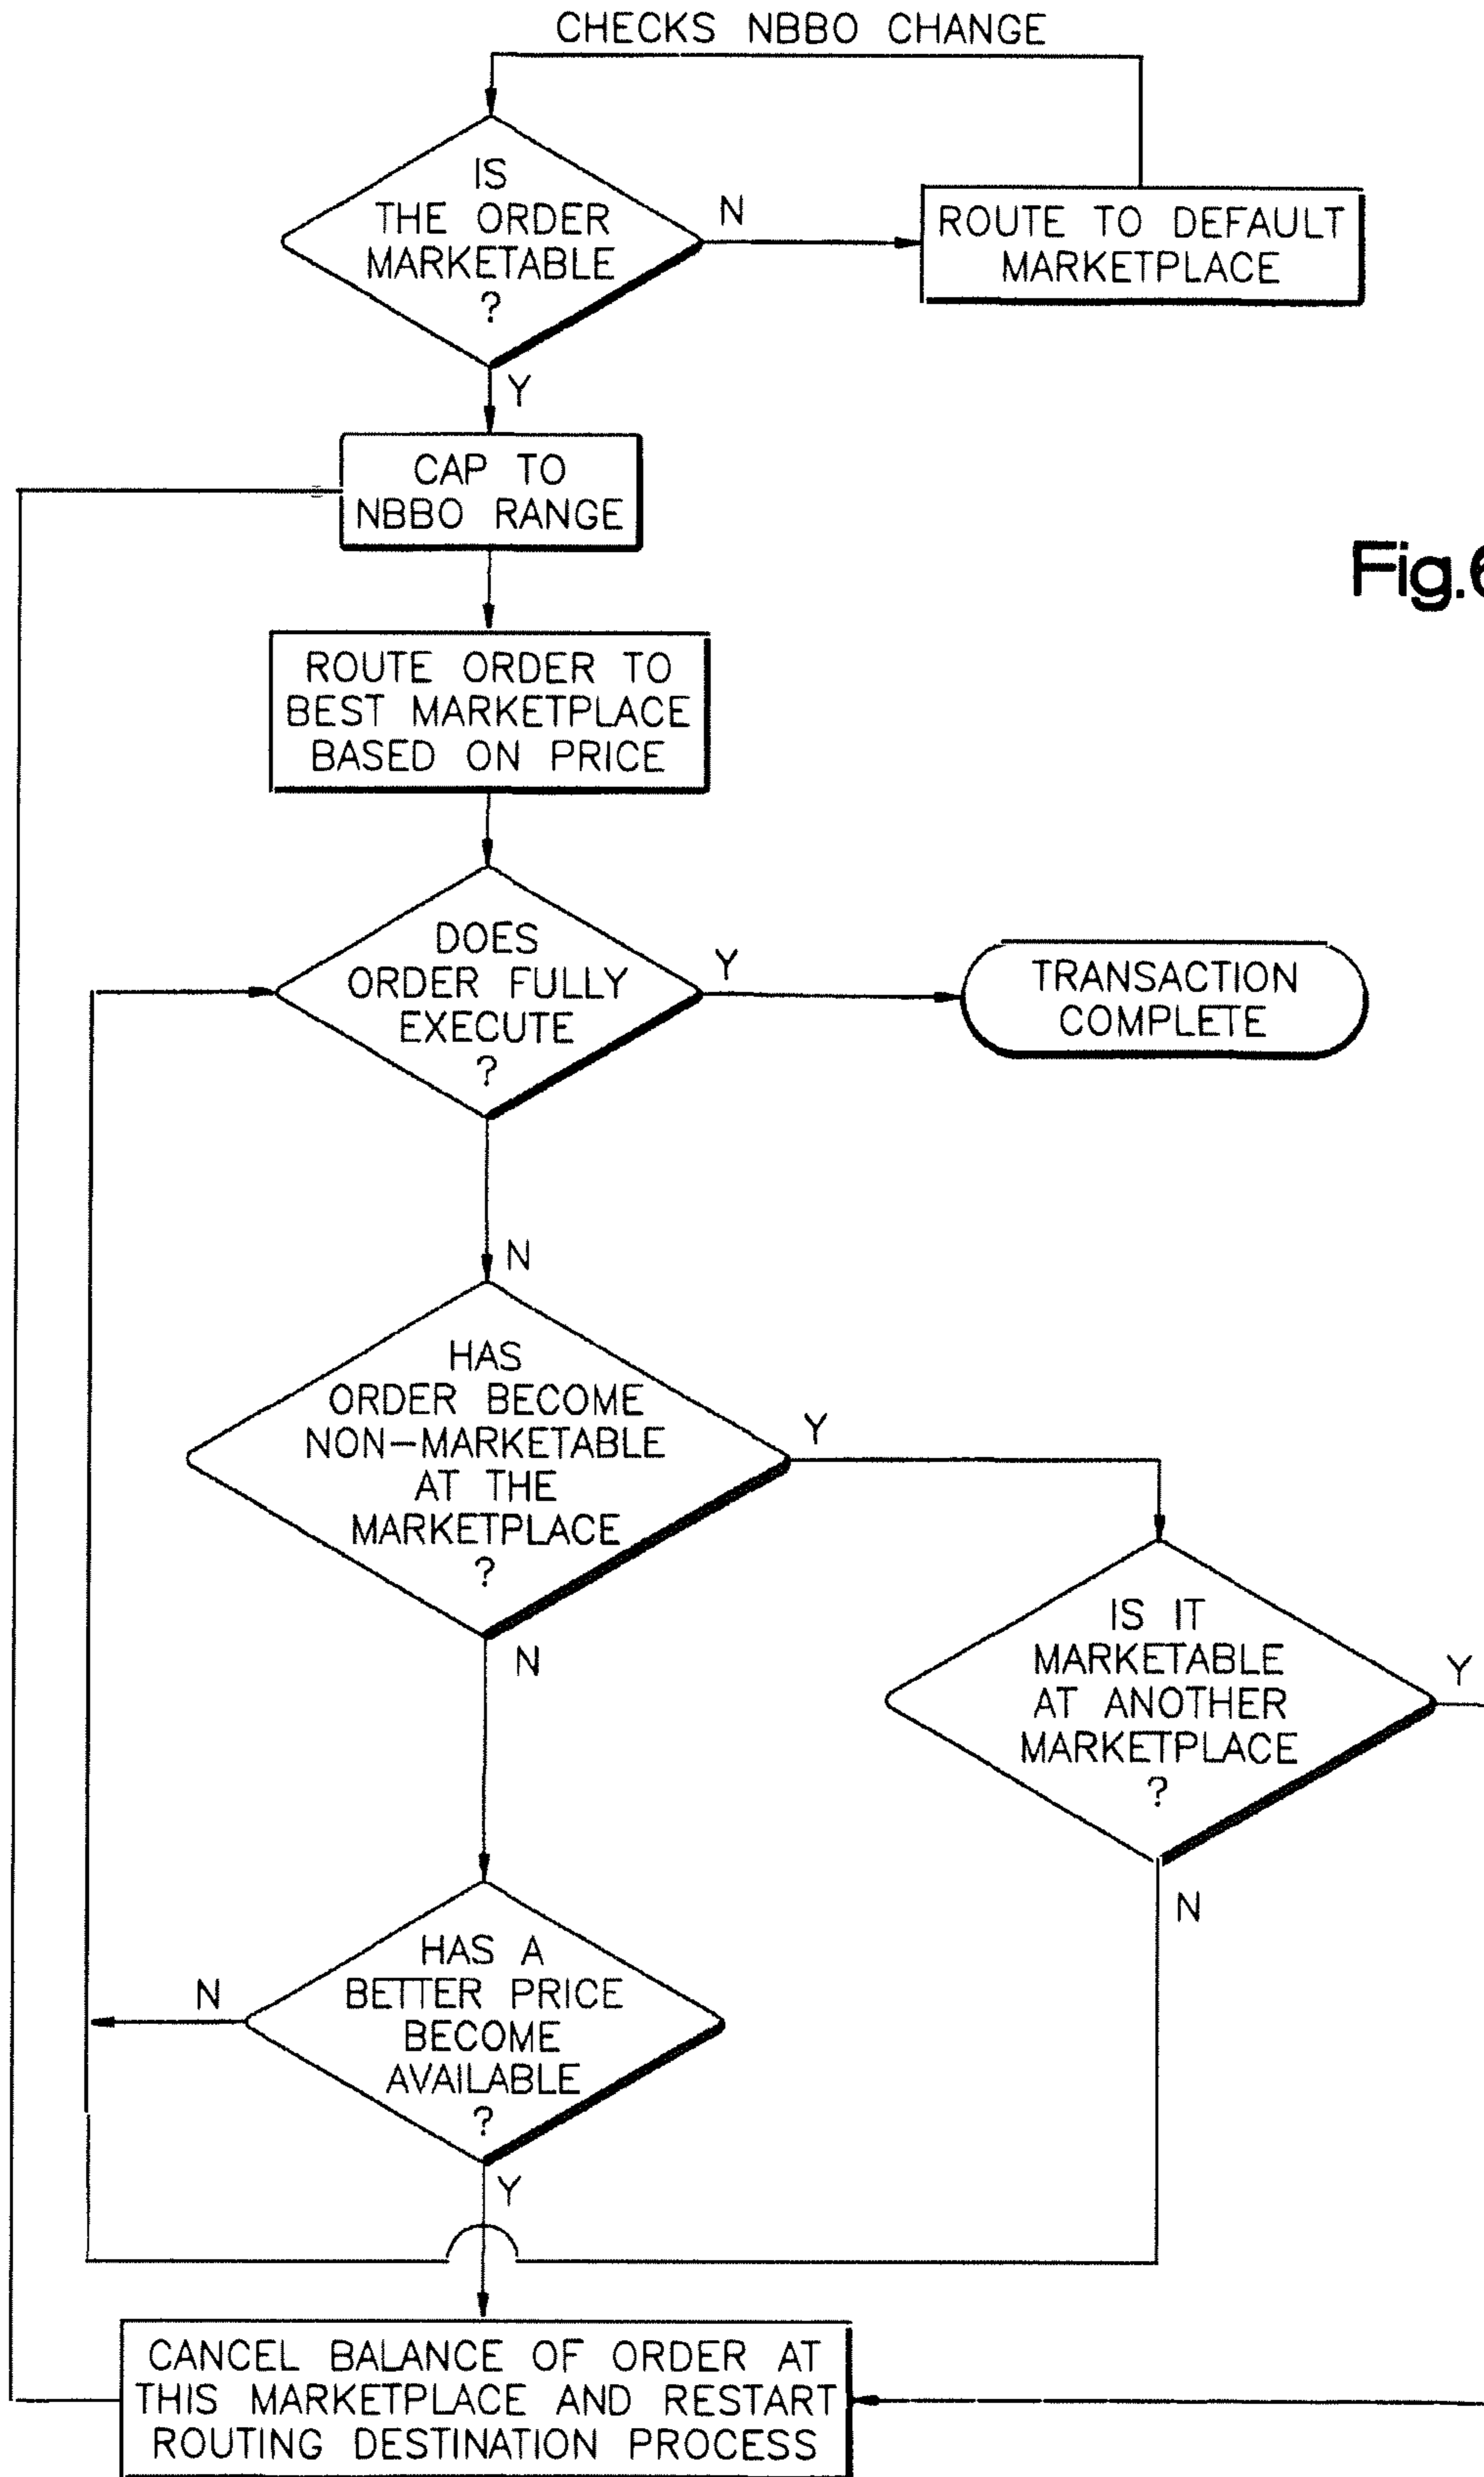 CHECKS NBBO CHANGE
IS
THE ORDER
MARKETABLE
?
N
ROUTE TO DEFAULT
MARKETPLACE
Y
CAP TO
NBBO RANGE
Fig.6
ROUTE ORDER TO
BEST MARKETPLACE
BASED ON PRICE
DOES
ORDER FULLY
EXECUTE
?
Y
TRANSACTION
COMPLETE
N
HAS
ORDER BECOME
NON-MARKETABLE
AT THE
MARKETPLACE
?
Y
N
IS IT
MARKETABLE
AT ANOTHER
MARKETPLACE
?
Y
N
HAS A
BETTER PRICE
BECOME
AVAILABLE
?
N
Y
CANCEL BALANCE OF ORDER AT
THIS MARKETPLACE AND RESTART
ROUTING DESTINATION PROCESS